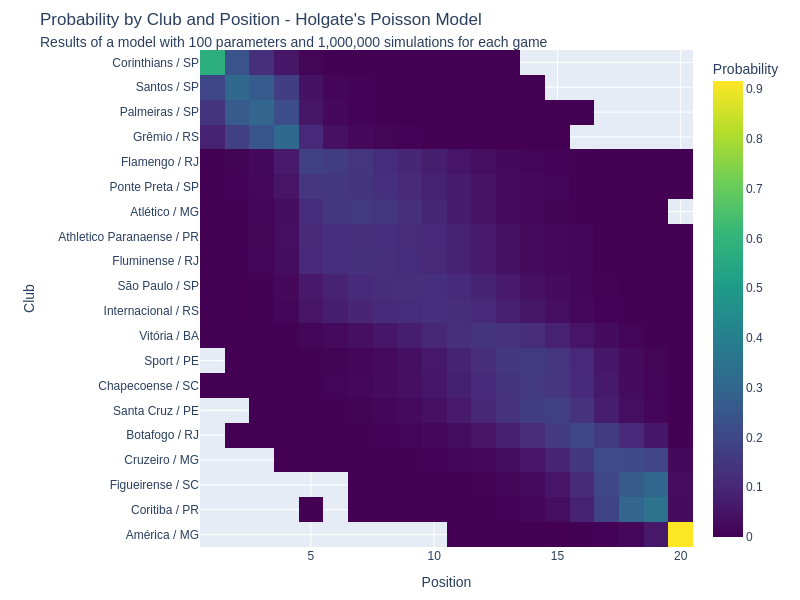 Probability by Club and Position - Holgate's Poisson Model
Results of a model with 100 parameters and 1,000,000 simulations for each game
Probability
Corinthians / SP
Santos / SP
Palmeiras / SP
Grêmio / RS
Flamengo / RJ
Ponte Preta / SP
Atlético / MG
Athletico Paranaense / PR
Fluminense / RJ
São Paulo / SP
Internacional / RS
Vitória / BA
Sport / PE
Chapecoense / SC
Santa Cruz / PE
Botafogo / RJ
Cruzeiro / MG
Figueirense / SC
Coritiba / PR
América / MG
Club
5
10
15
20
Position
0.9
0.8
0.7
0.6
0.5
0.4
0.3
0.2
0.1
0